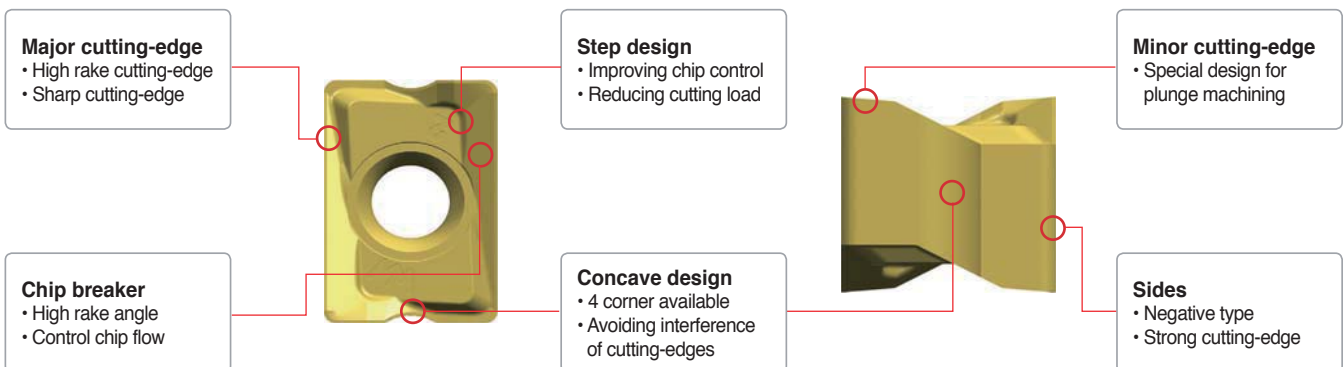 Major cutting-edge
• High rake cutting-edge
• Sharp cutting-edge
Step design
• Improving chip control
• Reducing cutting load
Minor cutting-edge
• Special design for
plunge machining
Chip breaker
• High rake angle
• Control chip flow
Concave design
• 4 corner available
• Avoiding interference
of cutting-edges
Sides
• Negative type
• Strong cutting-edge